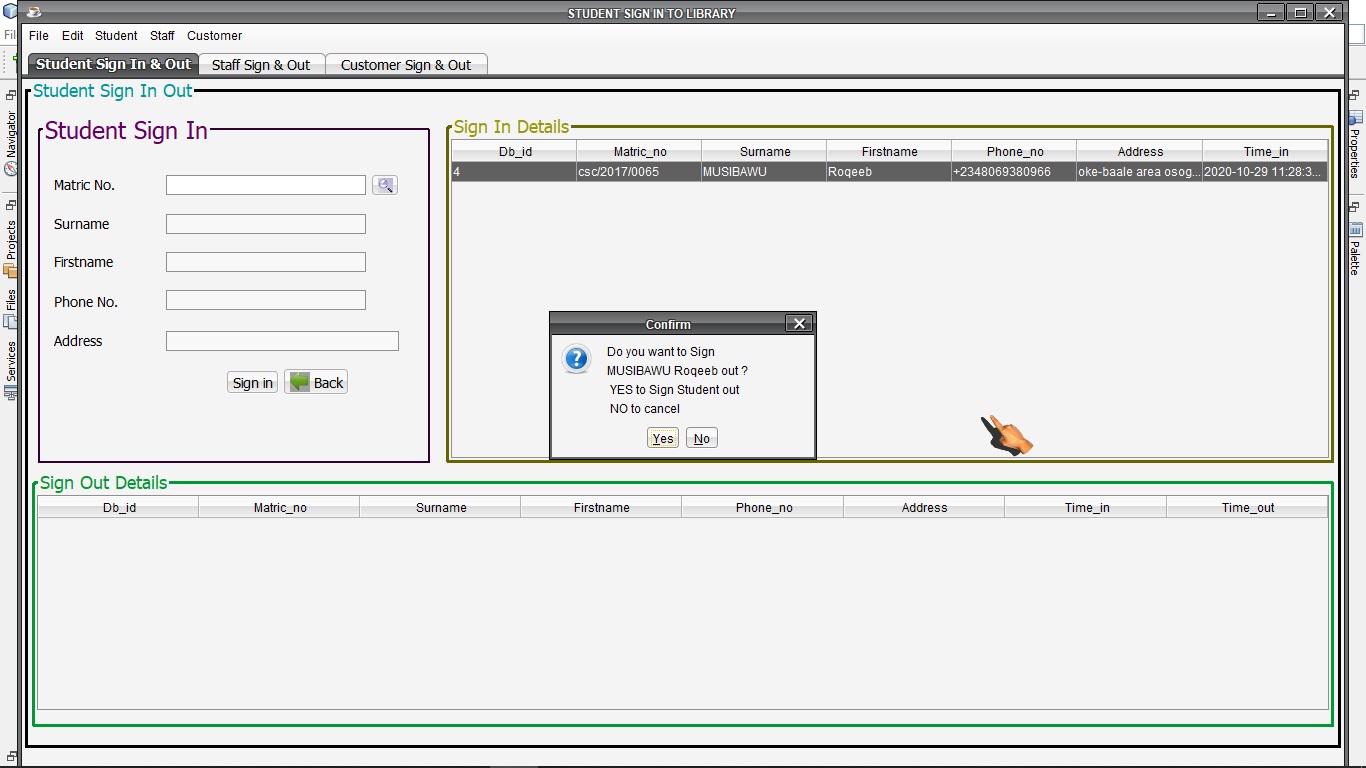 STUDENT SIGN IN TO LIBRARY
Fil
File Edit Student Staff Customer
Student Sign In & Out Staff Sign & Out Customer Sign & Out
Student Sign In Out
Navigator
Projects
Files
Services
Properties
Palette
Student Sign In
Matric No.
Surname
Firstname
Phone No.
Address
Sign in Back
Sign In Details
Db_id Matric_no Surname Firstname Phone_no Address Time_in
4 csc/2017/0065 MUSIBAWU Roqeeb +2348069380966 oke-baale area osog... 2020-10-29 11:28:3...
Confirm
Do you want to Sign
MUSIBAWU Roqeeb out ?
YES to Sign Student out
NO to cancel
Yes No
Sign Out Details
Db_id Matric_no Surname Firstname Phone_no Address Time_in Time_out